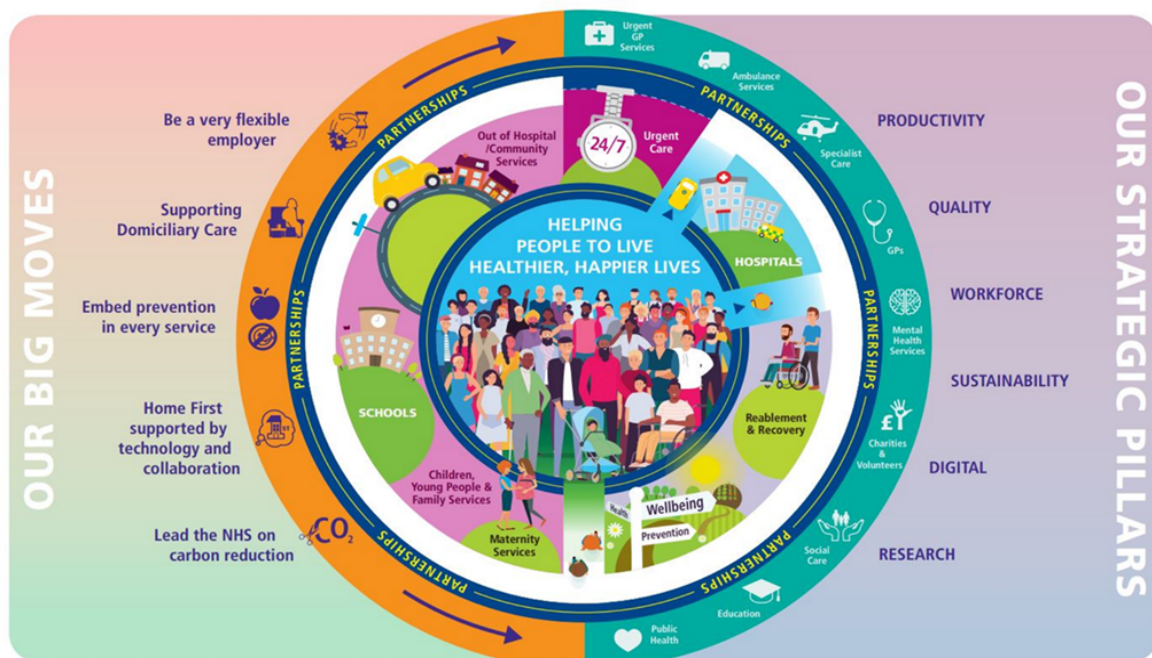 OUR BIG MOVES
Be a very flexible
employer
Supporting
Domiciliary Care
Embed prevention
in every service
Home First
supported by
technology and
collaboration
Lead the NHS on
carbon reduction
CO2
PARTNERSHIPS
PARTNERSHIPS
PARTNERSHIPS
PARTNERSHIPS
PARTNERSHIPS
PARTNERSHIPS
Out of Hospital
/Community
Services
24/7
Urgent
Care
HOSPITALS
HELPING
PEOPLE TO LIVE
HEALTHIER, HAPPIER LIVES
SCHOOLS
Reablement
& Recovery
Children,
Young People &
Family Services
Maternity
Services
Health
Wellbeing
Prevention
Urgent
GP
Services
Ambulance
Services
Specialist
Care
GPs
Mental
Health
Services
£
Charities
&
Volunteers
Social
Care
Education
Public
Health
PRODUCTIVITY
QUALITY
WORKFORCE
SUSTAINABILITY
DIGITAL
RESEARCH
OUR STRATEGIC PILLARS